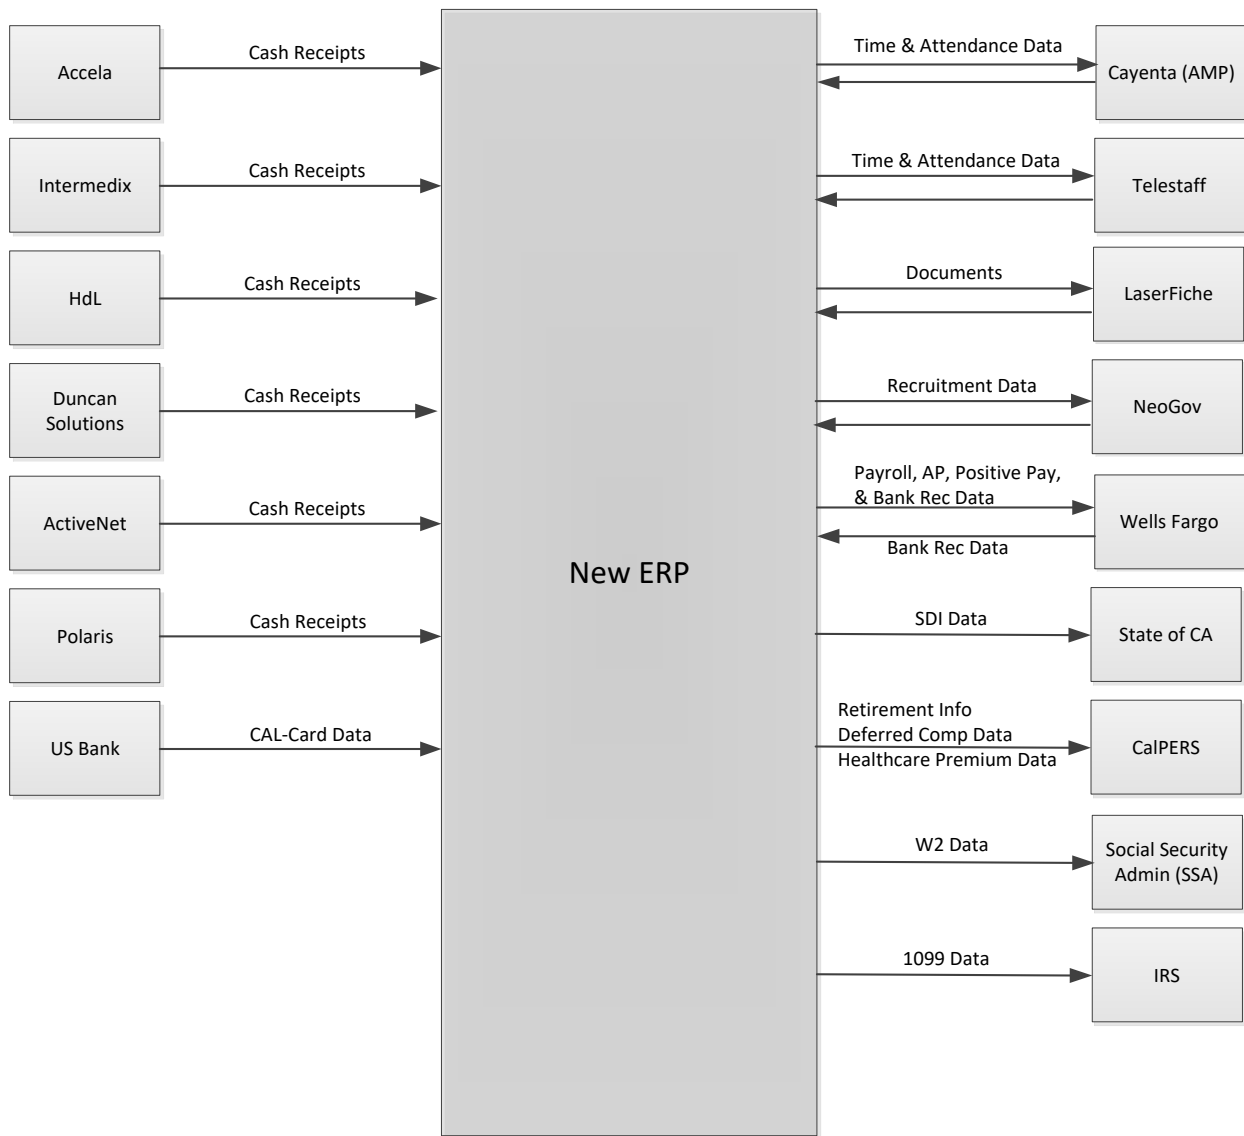 Accela
Cash Receipts
Intermedix
Cash Receipts
HdL
Cash Receipts
Duncan
Solutions
Cash Receipts
ActiveNet
Cash Receipts
Polaris
Cash Receipts
US Bank
CAL-Card Data
New ERP
Time & Attendance Data
Cayenta (AMP)
Time & Attendance Data
Telestaff
Documents
LaserFiche
Recruitment Data
NeoGov
Payroll, AP, Positive Pay,
& Bank Rec Data
Bank Rec Data
Wells Fargo
SDI Data
State of CA
Retirement Info
Deferred Comp Data
Healthcare Premium Data
CalPERS
W2 Data
Social Security
Admin (SSA)
1099 Data
IRS